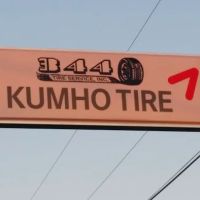 344
TIRE SERVICE, INC.
KUMHO TIRE